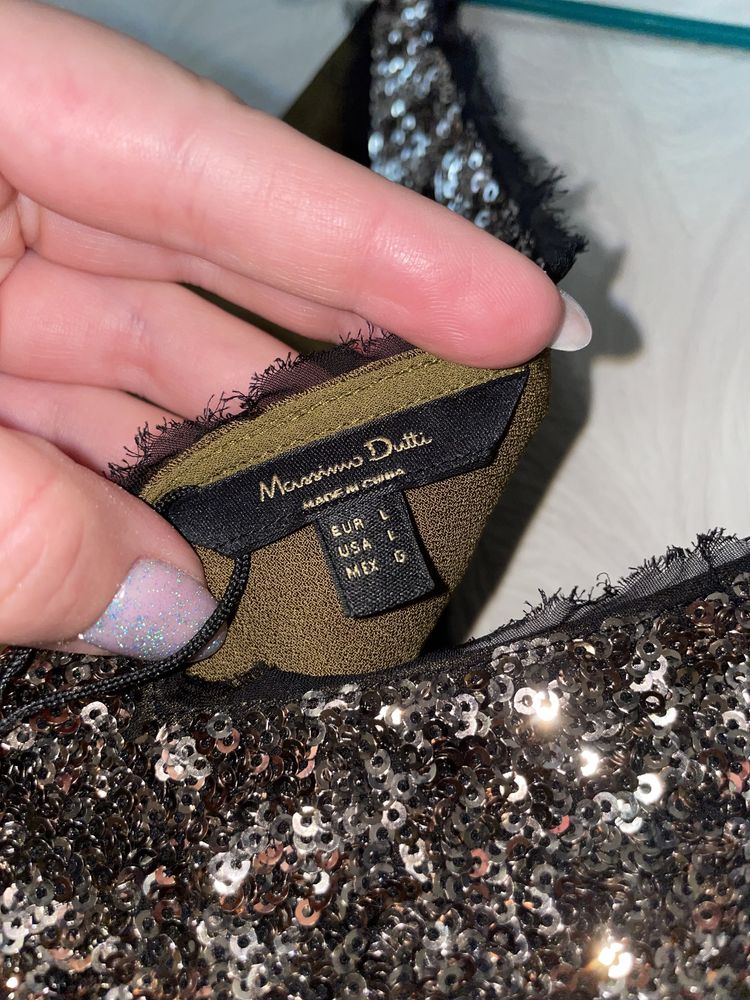 Massimo Dutti
MADE IN CHINA
EUR L
USA L
MEX G